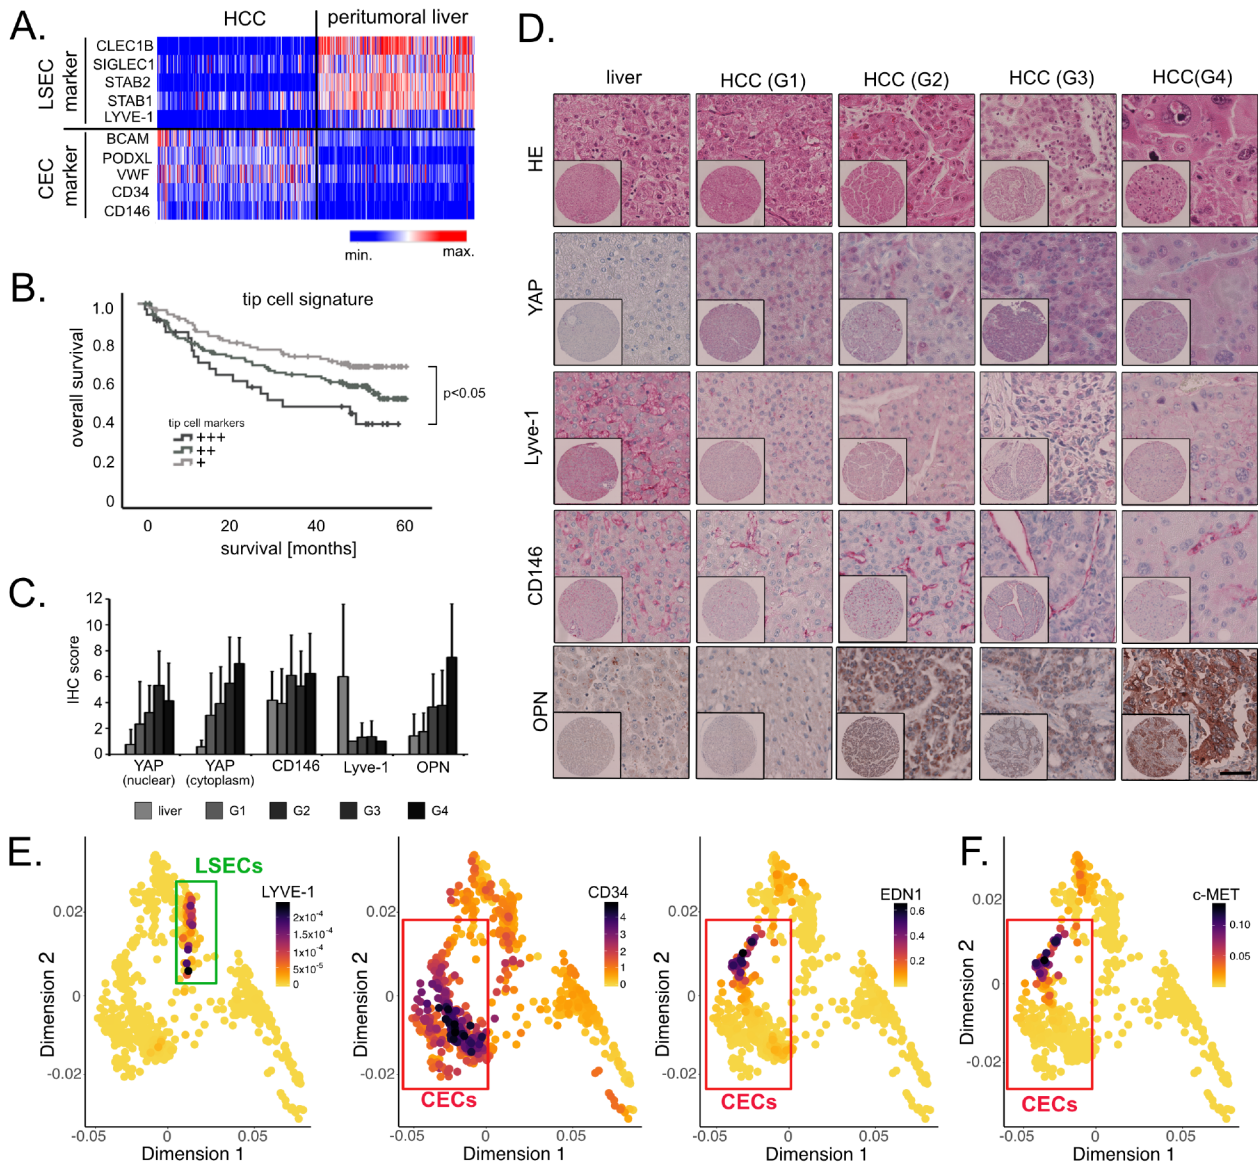 A.
HCC
peritumoral liver
LSEC
marker
CLEC1B
SIGLEC1
STAB2
STAB1
LYVE-1
CEC
marker
BCAM
PODXL
VWF
CD34
CD146
min.
max.
B.
tip cell signature
overall survival
1.0
0.8
0.6
0.4
0.2
0
p<0.05
tip cell markers
+++
++
+
0
20
40
60
survival [months]
C.
IHC score
12
10
8
6
4
2
0
YAP
(nuclear)
YAP
(cytoplasm)
CD146
Lyve-1
OPN
liver
G1
G2
G3
G4
D.
liver
HCC (G1)
HCC (G2)
HCC (G3)
HCC(G4)
HE
YAP
Lyve-1
CD146
OPN
E.
LSECs
LYVE-1
2x10⁻⁴
1.5x10⁻⁴
1x10⁻⁴
5x10⁻⁵
0
Dimension 2
0.02
0
-0.02
-0.05
0
0.05
Dimension 1
CD34
4
3
2
1
0
Dimension 2
0.02
0
-0.02
CECs
-0.05
0
0.05
Dimension 1
EDN1
0.6
0.4
0.2
Dimension 2
0.02
0
-0.02
CECs
-0.05
0
0.05
Dimension 1
F.
c-MET
0.10
0.05
Dimension 2
0.02
0
-0.02
CECs
-0.05
0
0.05
Dimension 1